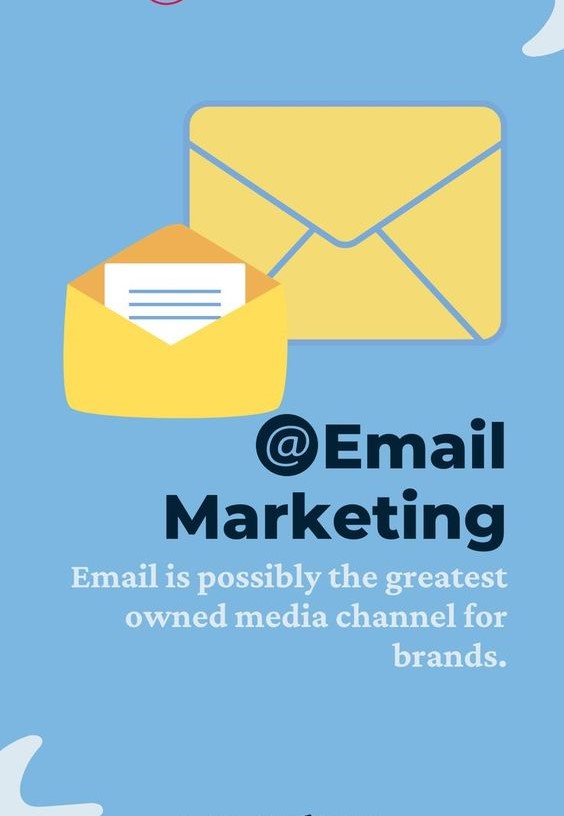 @Email
Marketing
Email is possibly the greatest
owned media channel for
brands.